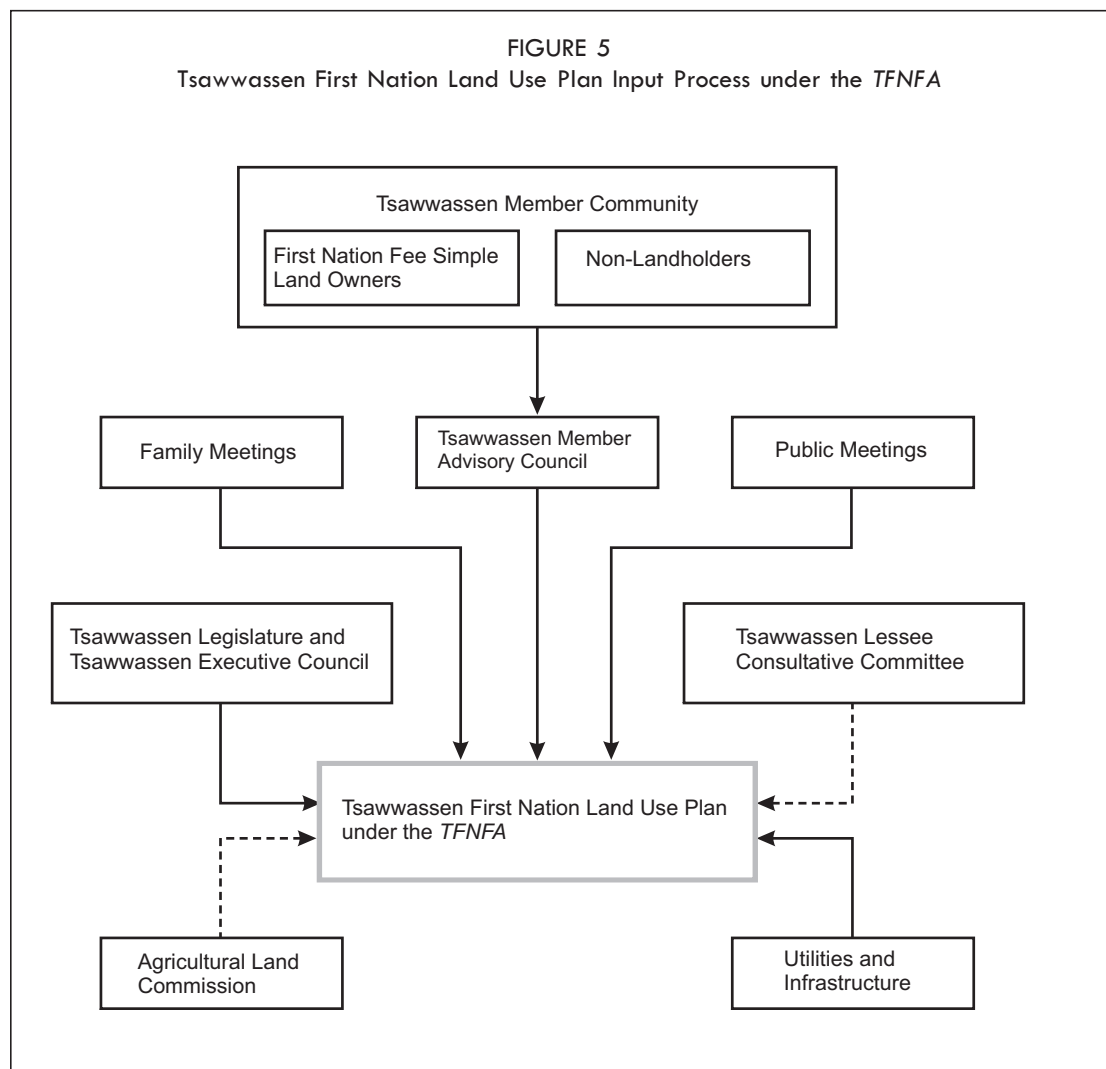 FIGURE 5
Tsawwassen First Nation Land Use Plan Input Process under the TFNFA
Tsawwassen Member Community
First Nation Fee Simple
Land Owners
Non-Landholders
Family Meetings
Tsawwassen Member
Advisory Council
Public Meetings
Tsawwassen Legislature and
Tsawwassen Executive Council
Tsawwassen Lessee
Consultative Committee
Tsawwassen First Nation Land Use Plan
under the TFNFA
Agricultural Land
Commission
Utilities and
Infrastructure